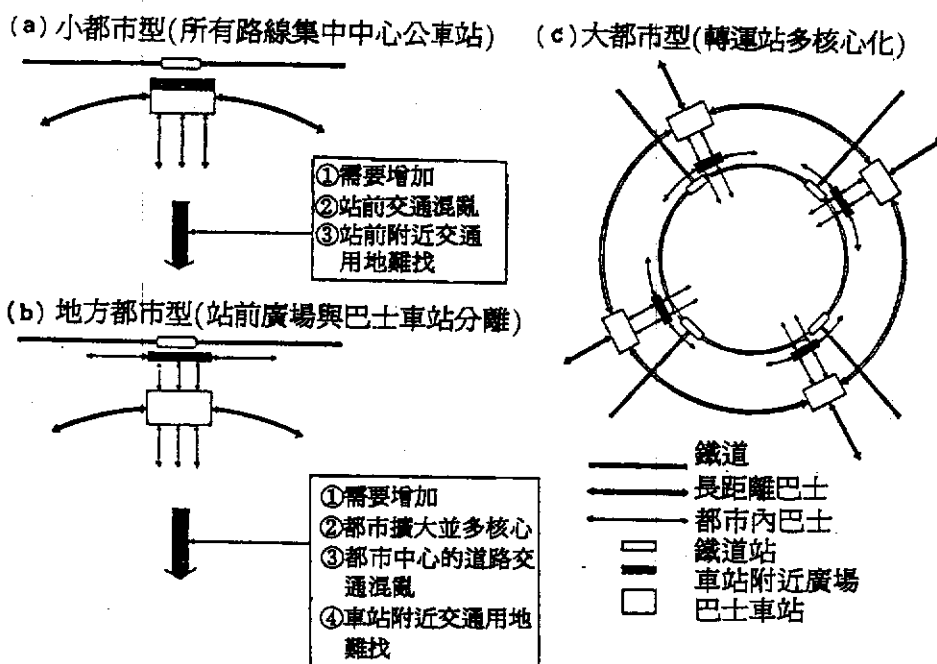 (a) 小都市型(所有路線集中中心公車站)
①需要增加
②站前交通混亂
③站前附近交通
用地難找
(b) 地方都市型(站前廣場與巴士車站分離)
①需要增加
②都市擴大並多核心
③都市中心的道路交
通混亂
④車站附近交通用地
難找
(c) 大都市型(轉運站多核心化)
鐵道
長距離巴士
都市內巴士
鐵道站
車站附近廣場
巴士車站